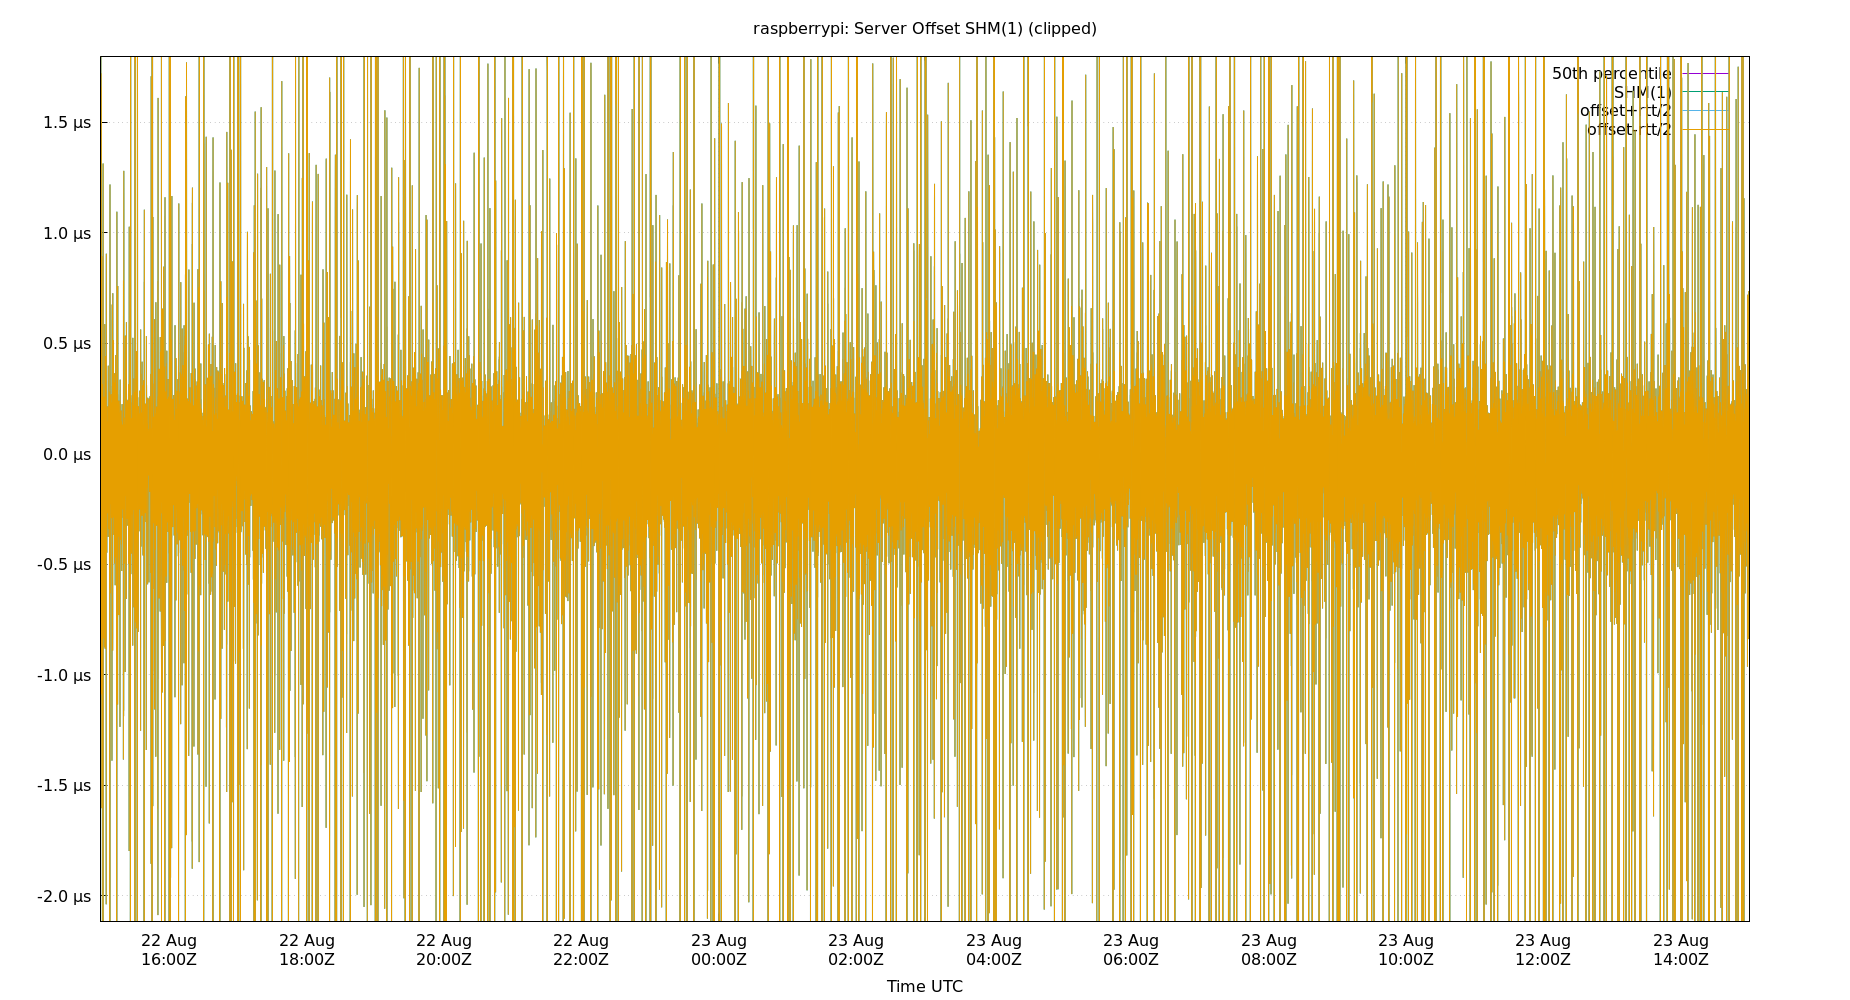 raspberrypi: Server Offset SHM(1) (clipped)
50th percentile
SHM(1)
offset+rtt/2
offset-rtt/2
1.5 µs
1.0 µs
0.5 µs
0.0 µs
-0.5 µs
-1.0 µs
-1.5 µs
-2.0 µs
22 Aug 22 Aug 22 Aug 22 Aug 23 Aug 23 Aug 23 Aug 23 Aug 23 Aug 23 Aug 23 Aug 23 Aug
16:00Z 18:00Z 20:00Z 22:00Z 00:00Z 02:00Z 04:00Z 06:00Z 08:00Z 10:00Z 12:00Z 14:00Z
Time UTC